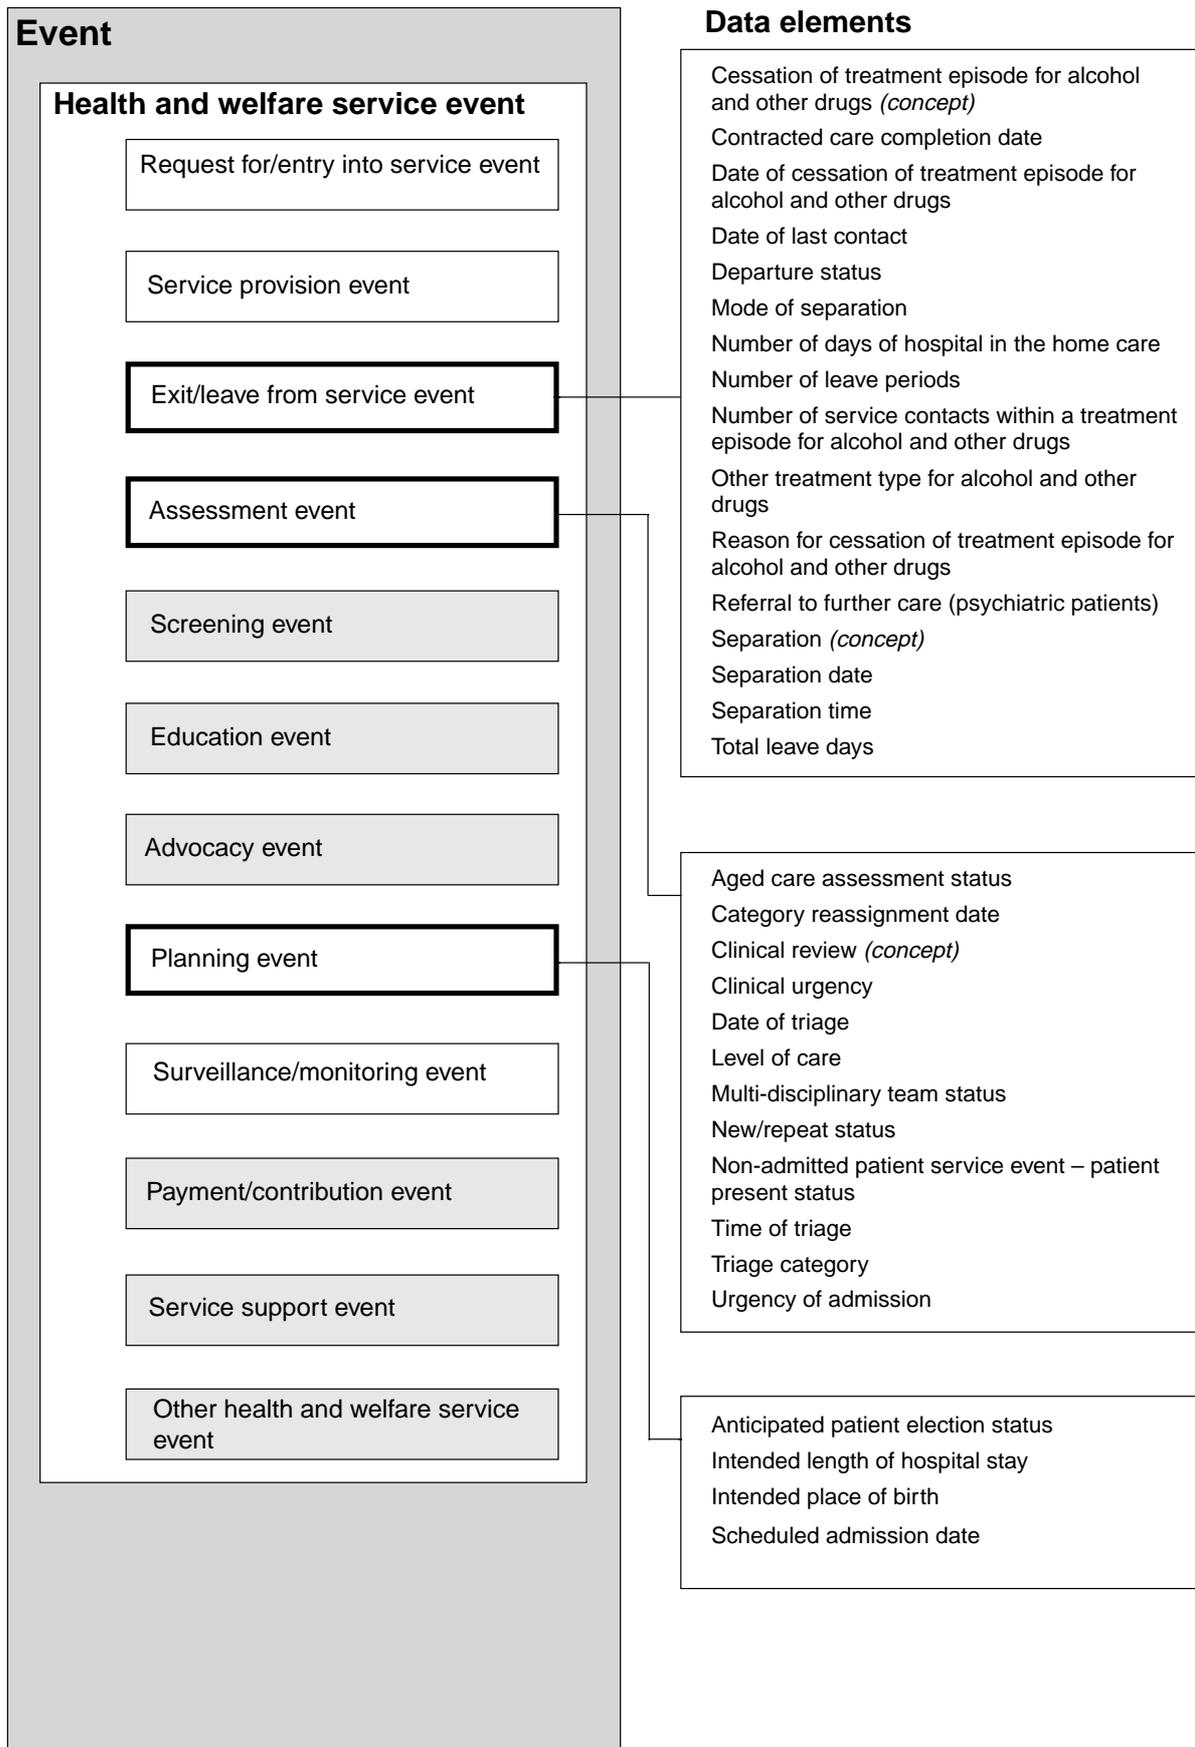 Event
Health and welfare service event
Request for/entry into service event
Service provision event
Exit/leave from service event
Assessment event
Screening event
Education event
Advocacy event
Planning event
Surveillance/monitoring event
Payment/contribution event
Service support event
Other health and welfare service
event
Data elements
Cessation of treatment episode for alcohol
and other drugs (concept)
Contracted care completion date
Date of cessation of treatment episode for
alcohol and other drugs
Date of last contact
Departure status
Mode of separation
Number of days of hospital in the home care
Number of leave periods
Number of service contacts within a treatment
episode for alcohol and other drugs
Other treatment type for alcohol and other
drugs
Reason for cessation of treatment episode for
alcohol and other drugs
Referral to further care (psychiatric patients)
Separation (concept)
Separation date
Separation time
Total leave days
Aged care assessment status
Category reassignment date
Clinical review (concept)
Clinical urgency
Date of triage
Level of care
Multi-disciplinary team status
New/repeat status
Non-admitted patient service event – patient
present status
Time of triage
Triage category
Urgency of admission
Anticipated patient election status
Intended length of hospital stay
Intended place of birth
Scheduled admission date